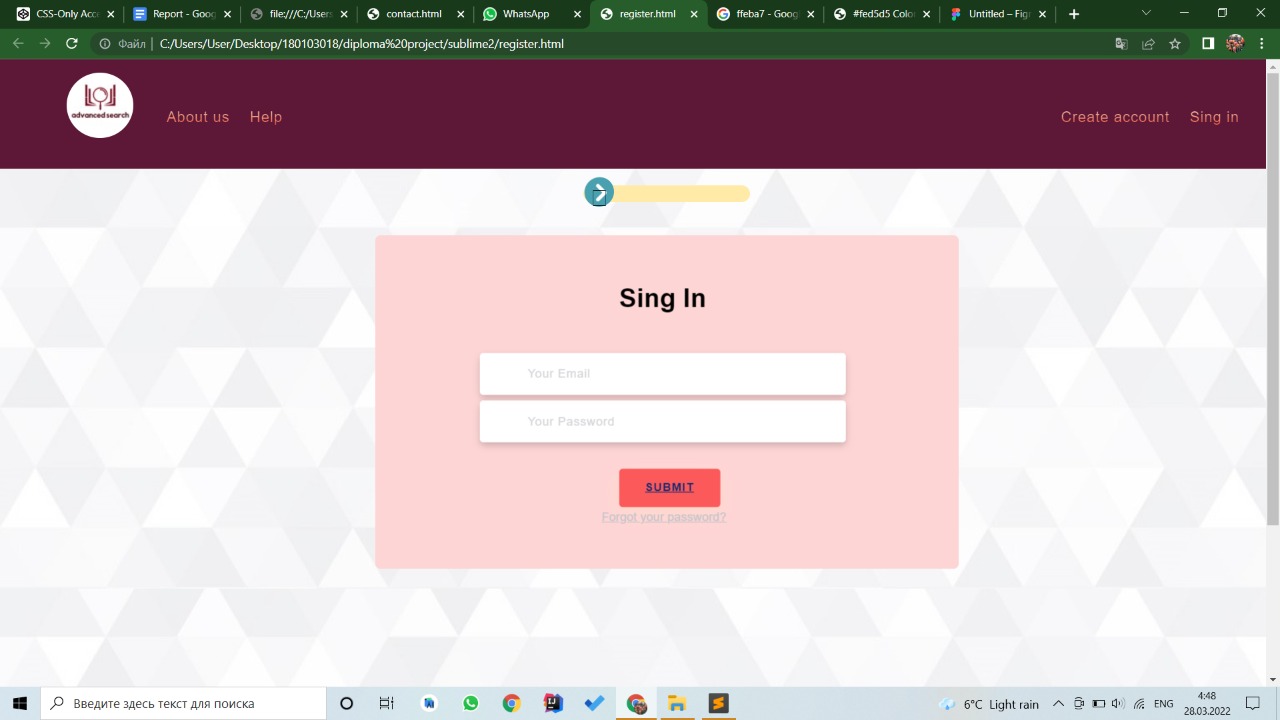 CSS-Only Acc
Report - Goog
file:///C:/Users
contact.html
WhatsApp
register.html
ffeba7 - Goog
#fed5d5 Colo
Untitled – Figr
Файл | C:/Users/User/Desktop/180103018/diploma%20project/sublime2/register.html
advancedsearch
About us Help
Create account Sing in
Sing In
Your Email
Your Password
SUBMIT
Forgot your password?
Введите здесь текст для поиска
6°C Light rain
ENG
4:48
28.03.2022